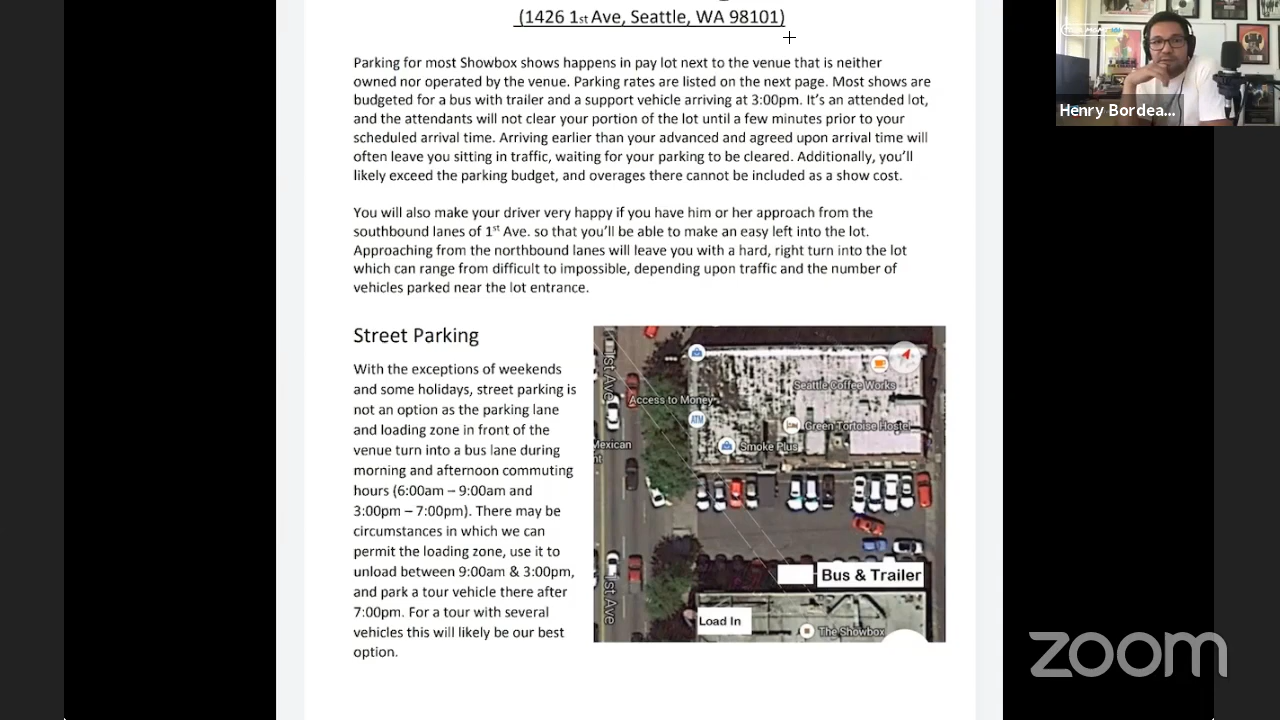 (1426 1st Ave, Seattle, WA 98101)
Parking for most Showbox shows happens in pay lot next to the venue that is neither
owned nor operated by the venue. Parking rates are listed on the next page. Most shows are
budgeted for a bus with trailer and a support vehicle arriving at 3:00pm. It’s an attended lot,
and the attendants will not clear your portion of the lot until a few minutes prior to your
scheduled arrival time. Arriving earlier than your advanced and agreed upon arrival time will
often leave you sitting in traffic, waiting for your parking to be cleared. Additionally, you’ll
likely exceed the parking budget, and overages there cannot be included as a show cost.
You will also make your driver very happy if you have him or her approach from the
southbound lanes of 1st Ave. so that you’ll be able to make an easy left into the lot.
Approaching from the northbound lanes will leave you with a hard, right turn into the lot
which can range from difficult to impossible, depending upon traffic and the number of
vehicles parked near the lot entrance.
Street Parking
With the exceptions of weekends
and some holidays, street parking is
not an option as the parking lane
and loading zone in front of the
venue turn into a bus lane during
morning and afternoon commuting
hours (6:00am – 9:00am and
3:00pm – 7:00pm). There may be
circumstances in which we can
permit the loading zone, use it to
unload between 9:00am & 3:00pm,
and park a tour vehicle there after
7:00pm. For a tour with several
vehicles this will likely be our best
option.
1st Ave
Seattle Coffee Works
Access to Money
ATM
Green Tortoise Hostel
Mexican
Smoke Plus
Bus & Trailer
1st Ave
Load In
The Showbox
Henry Bordea...
zoom